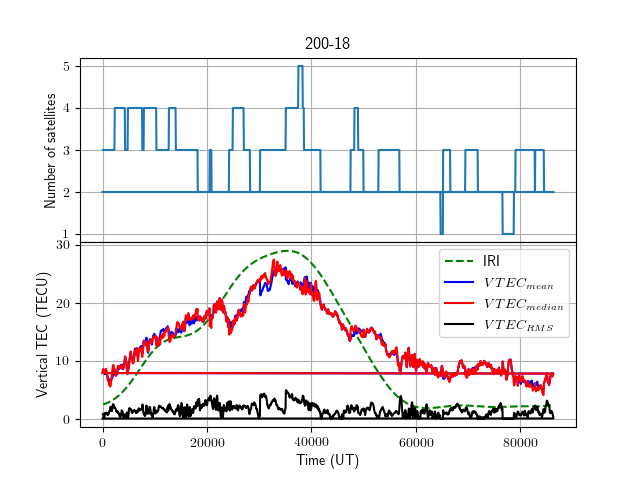 200-18
Number of satellites
5
4
3
2
1
Vertical TEC (TECU)
30
20
10
0
IRI
VTEC_mean
VTEC_median
VTEC_RMS
0 20000 40000 60000 80000
Time (UT)